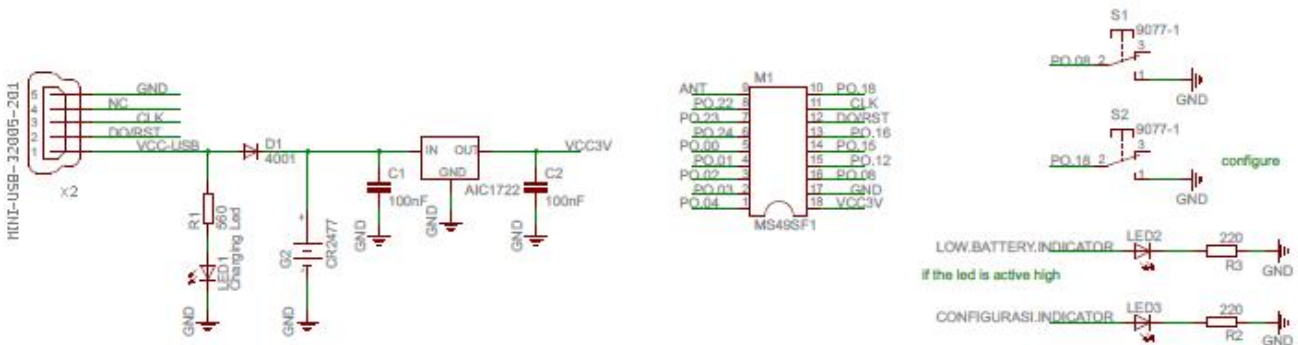 MINI-USB-32005-201
5 GND
4 NC
3 CLK
2 DO/RST
1 VCC-USB
X2
D1
4001
R1
560
LED1
Charging Led
GND
G2
+
-
CR2477
GND
C1
100nF
GND
IN OUT
GND
AIC1722
GND
C2
100nF
GND
VCC3V
M1
ANT 9 10 PO.18
PO.22 8 11 CLK
PO.23 7 12 DO/RST
PO.24 6 13 PO.16
PO.00 5 14 PO.15
PO.01 4 15 PO.12
PO.02 3 16 PO.08
PO.03 2 17 GND
PO.04 1 18 VCC3V
MS49SF1
S1
9077-1
3
PO.08 2
1
GND
S2
9077-1
3
PO.18 2
configure
1
GND
LOW.BATTERY.INDICATOR LED2 220
R3
GND
if the led is active high
CONFIGURASI.INDICATOR LED3 220
R2
GND